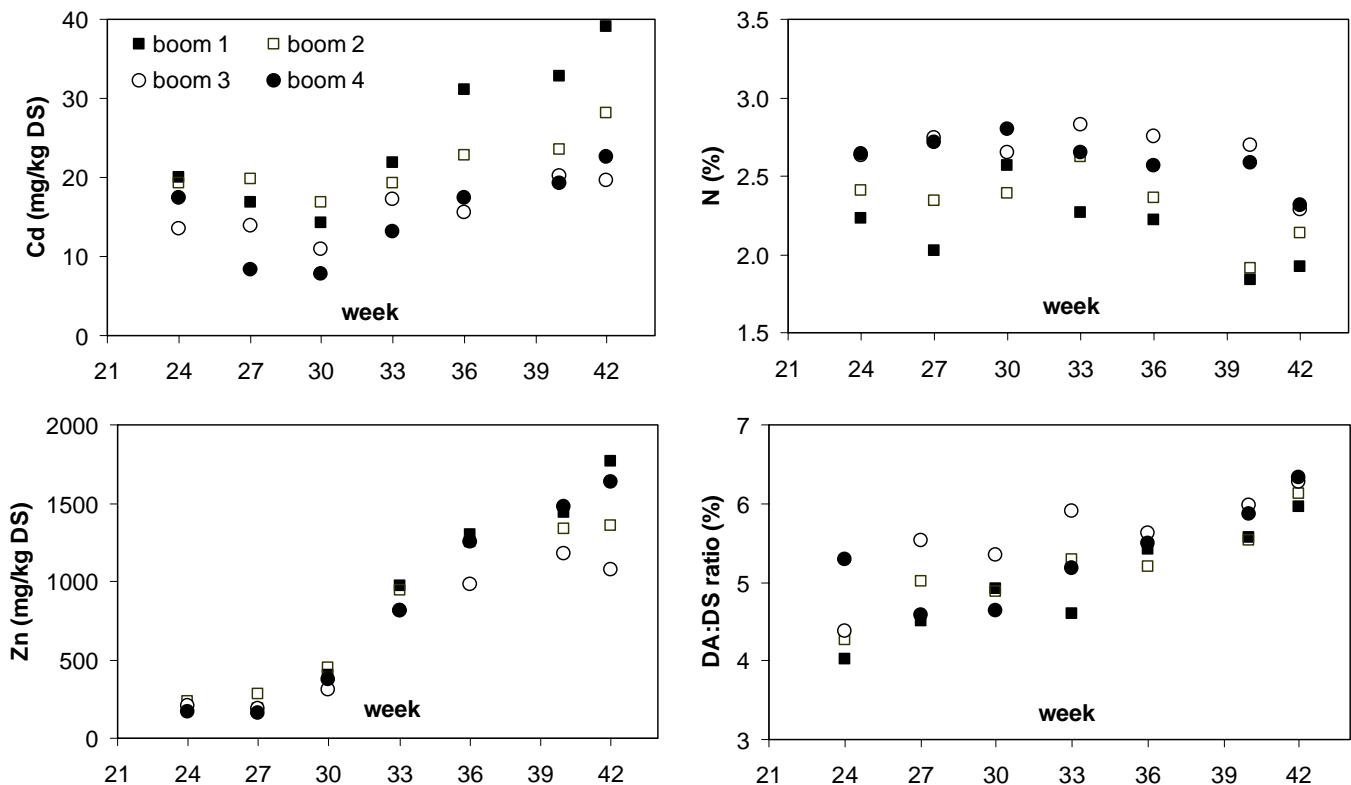 Cd (mg/kg DS)
40
30
20
10
0
boom 1 boom 2
boom 3 boom 4
week
21 24 27 30 33 36 39 42
N (%)
3.5
3.0
2.5
2.0
1.5
week
21 24 27 30 33 36 39 42
Zn (mg/kg DS)
2000
1500
1000
500
0
week
21 24 27 30 33 36 39 42
DA:DS ratio (%)
7
6
5
4
3
week
21 24 27 30 33 36 39 42